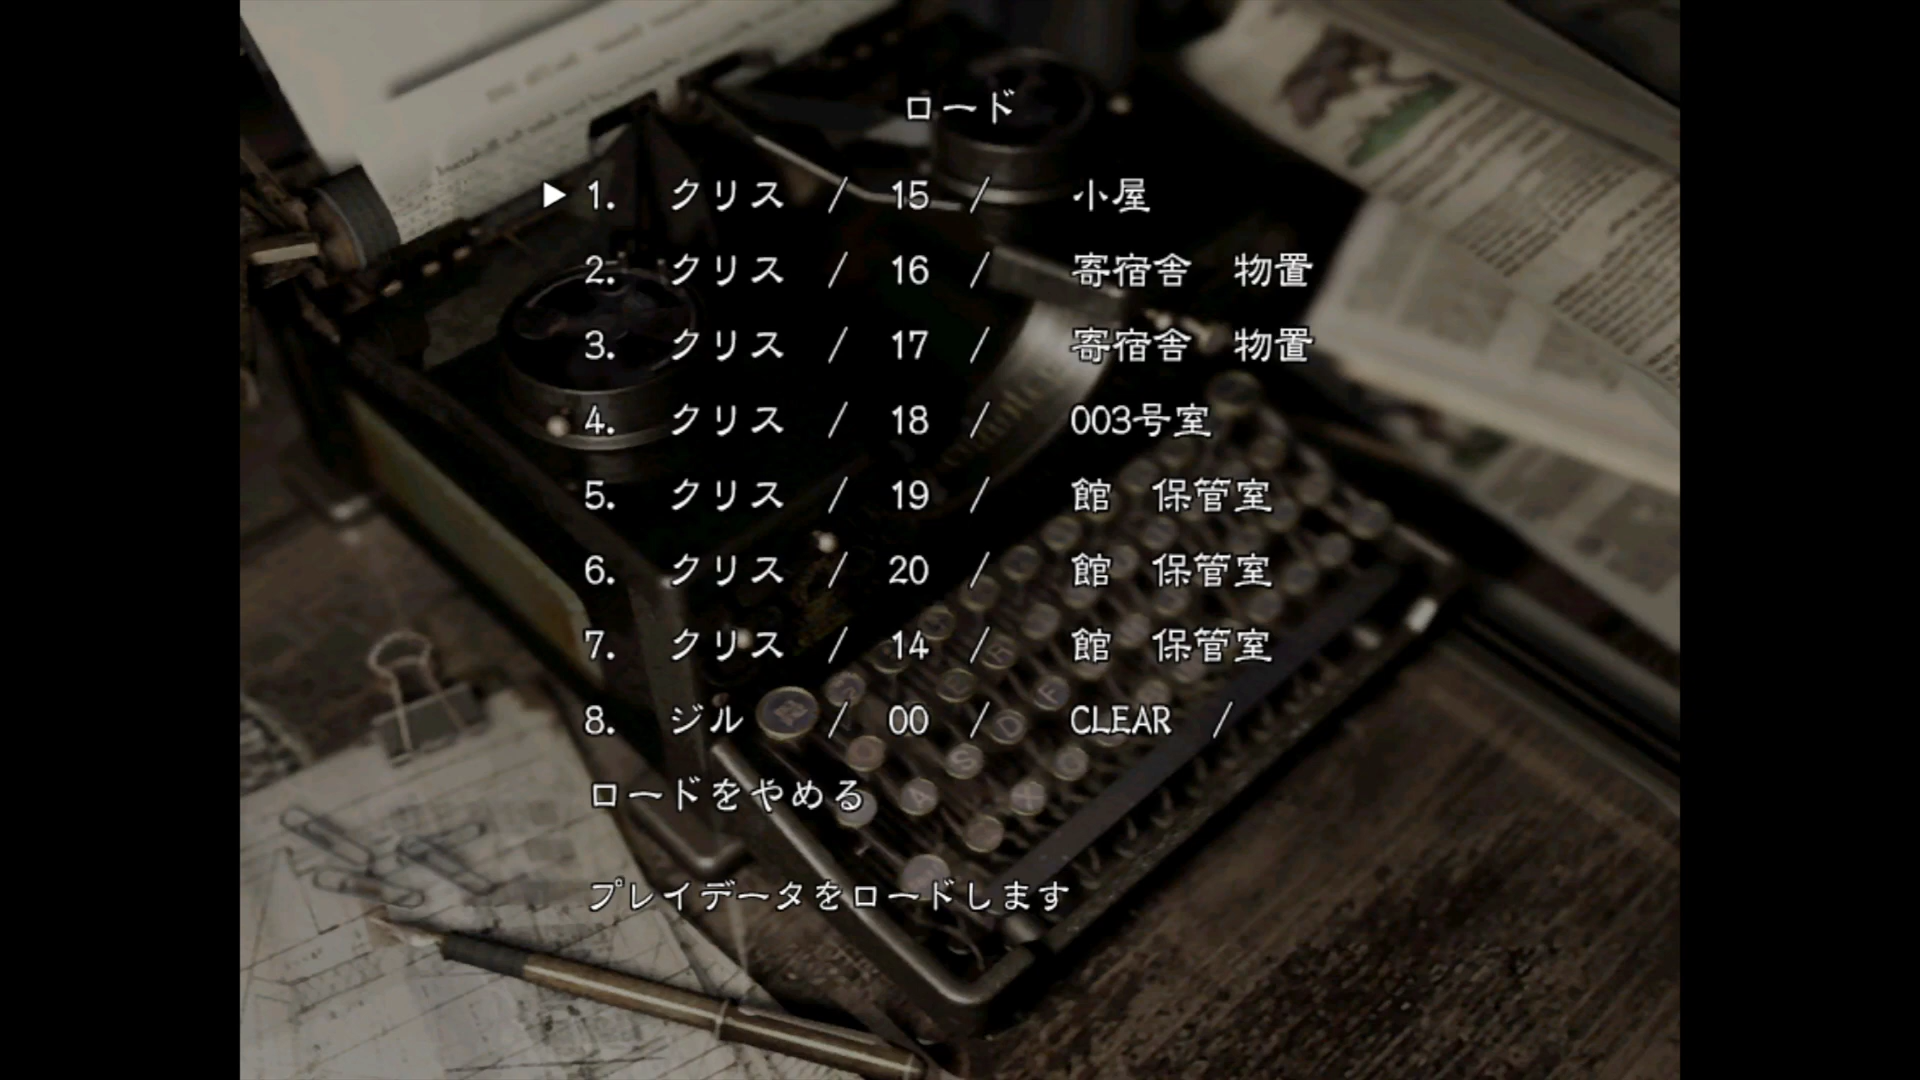 ロード
▶1. クリス / 15 / 小屋
2. クリス / 16 / 寄宿舎 物置
3. クリス / 17 / 寄宿舎 物置
4. クリス / 18 / 003号室
5. クリス / 19 / 館 保管室
6. クリス / 20 / 館 保管室
7. クリス / 14 / 館 保管室
8. ジル / 00 / CLEAR /
ロードをやめる
プレイデータをロードします